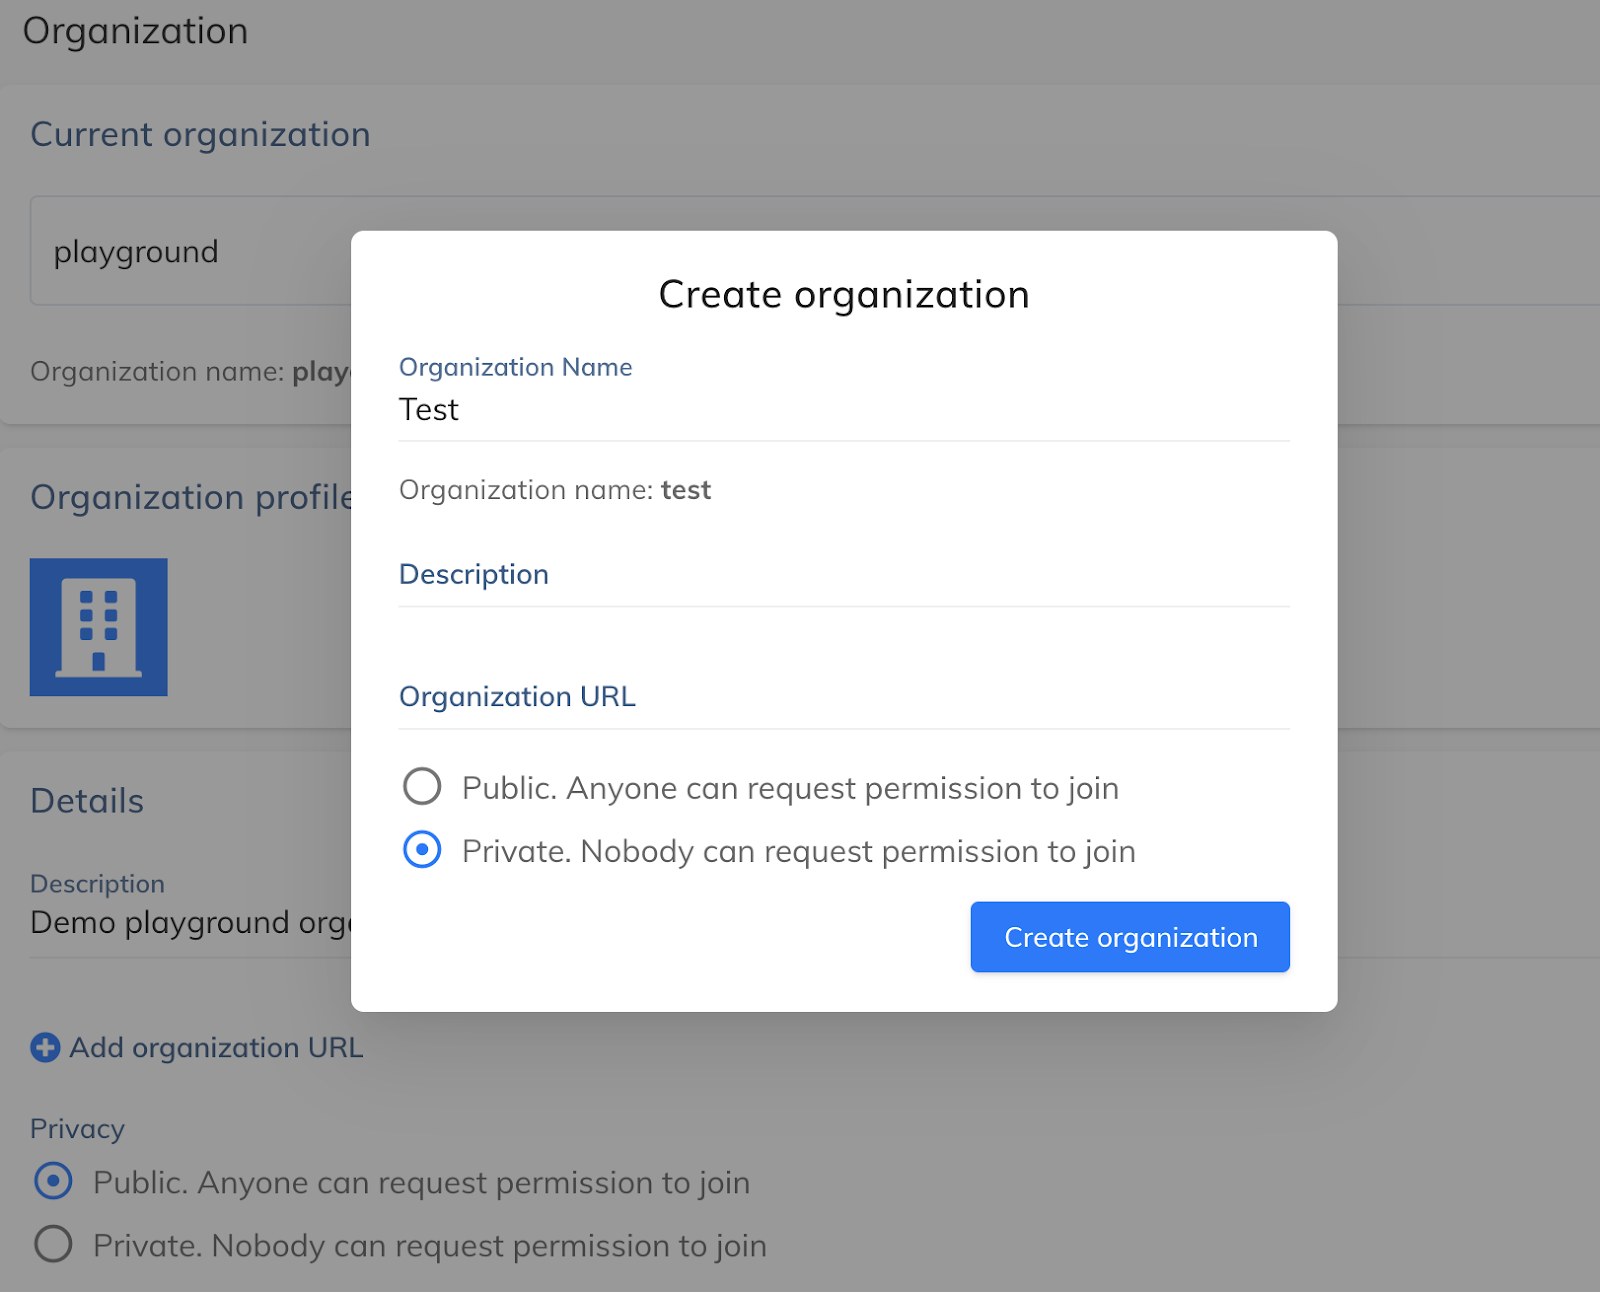 Organization
Current organization
playground
Organization name: play
Organization profile
Details
Description
Demo playground org
Add organization URL
Privacy
Public. Anyone can request permission to join
Private. Nobody can request permission to join
Create organization
Organization Name
Test
Organization name: test
Description
Organization URL
Public. Anyone can request permission to join
Private. Nobody can request permission to join
Create organization